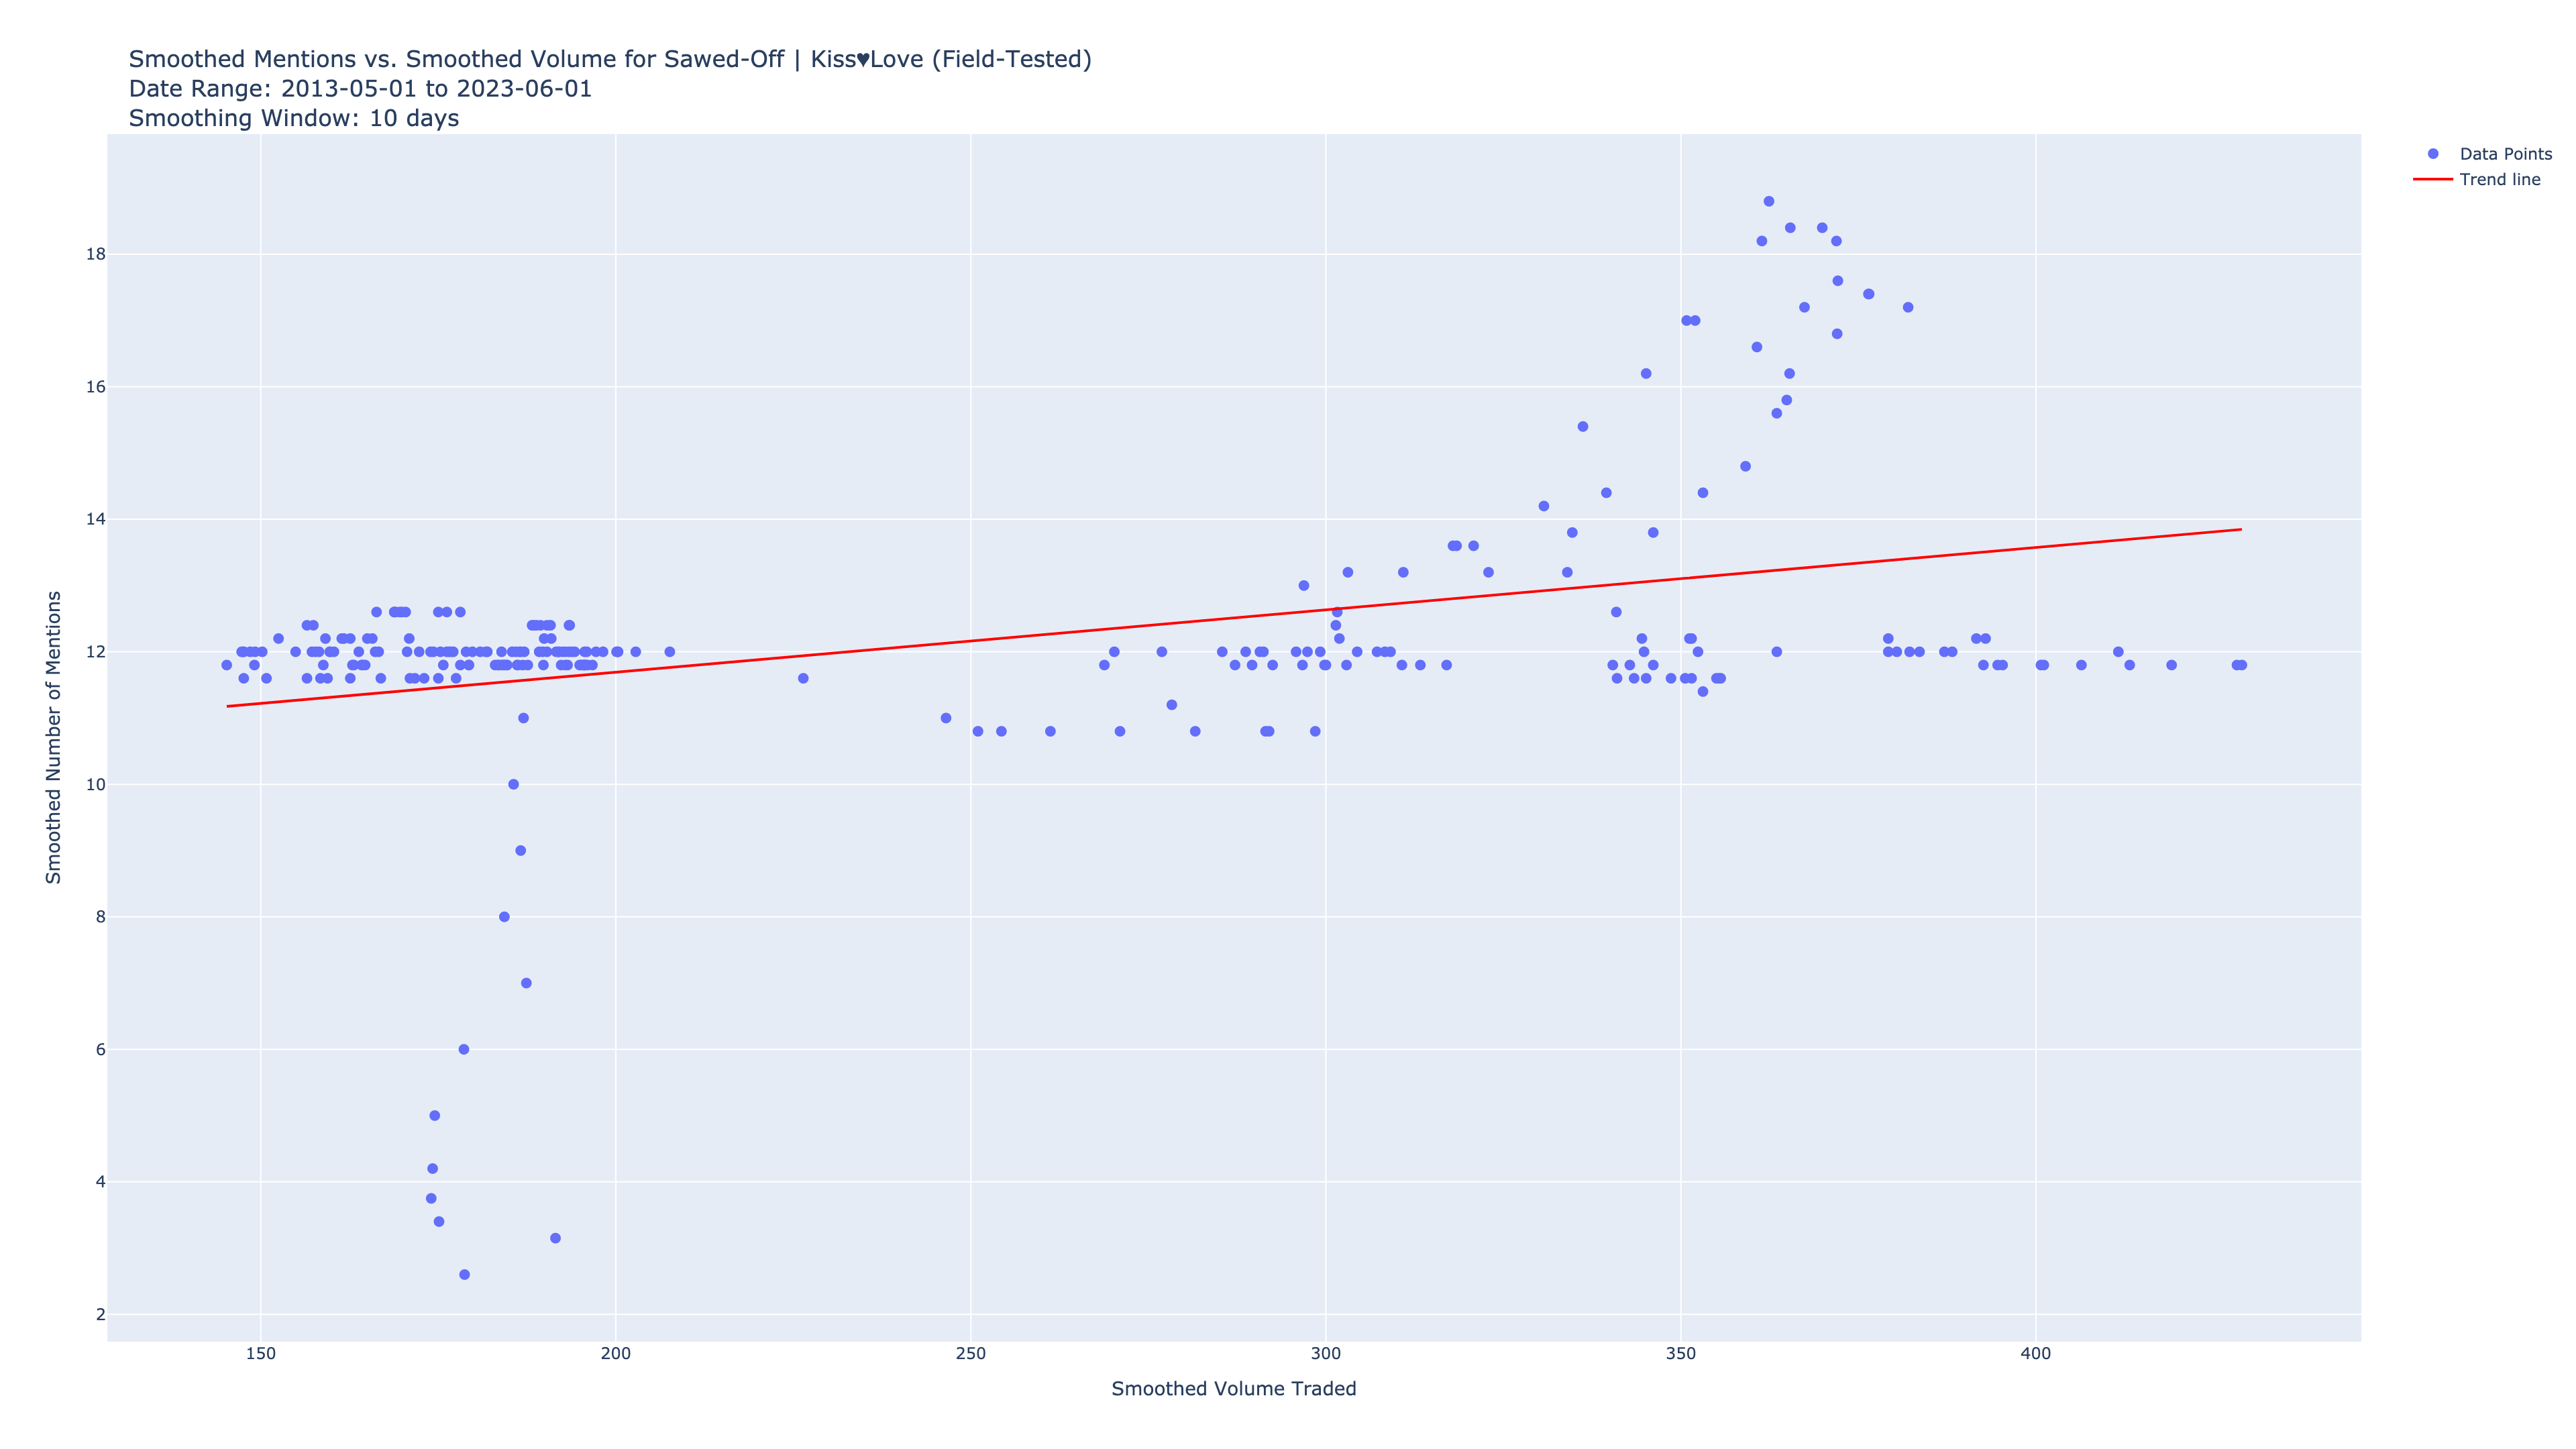 Smoothed Mentions vs. Smoothed Volume for Sawed-Off | Kiss♥Love (Field-Tested)
Date Range: 2013-05-01 to 2023-06-01
Smoothing Window: 10 days
Data Points
Trend line
18
16
14
12
10
8
6
4
2
Smoothed Number of Mentions
150
200
250
300
350
400
Smoothed Volume Traded